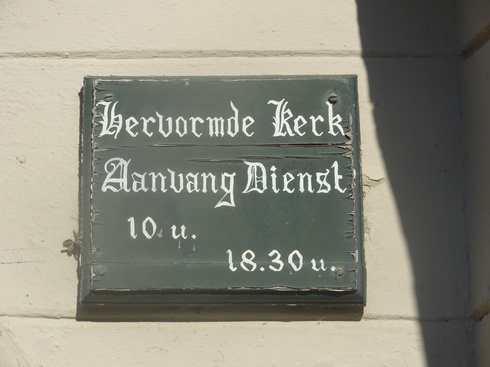 Hervormde Kerk
Aanvang Dienst
10 u.
18.30 u.